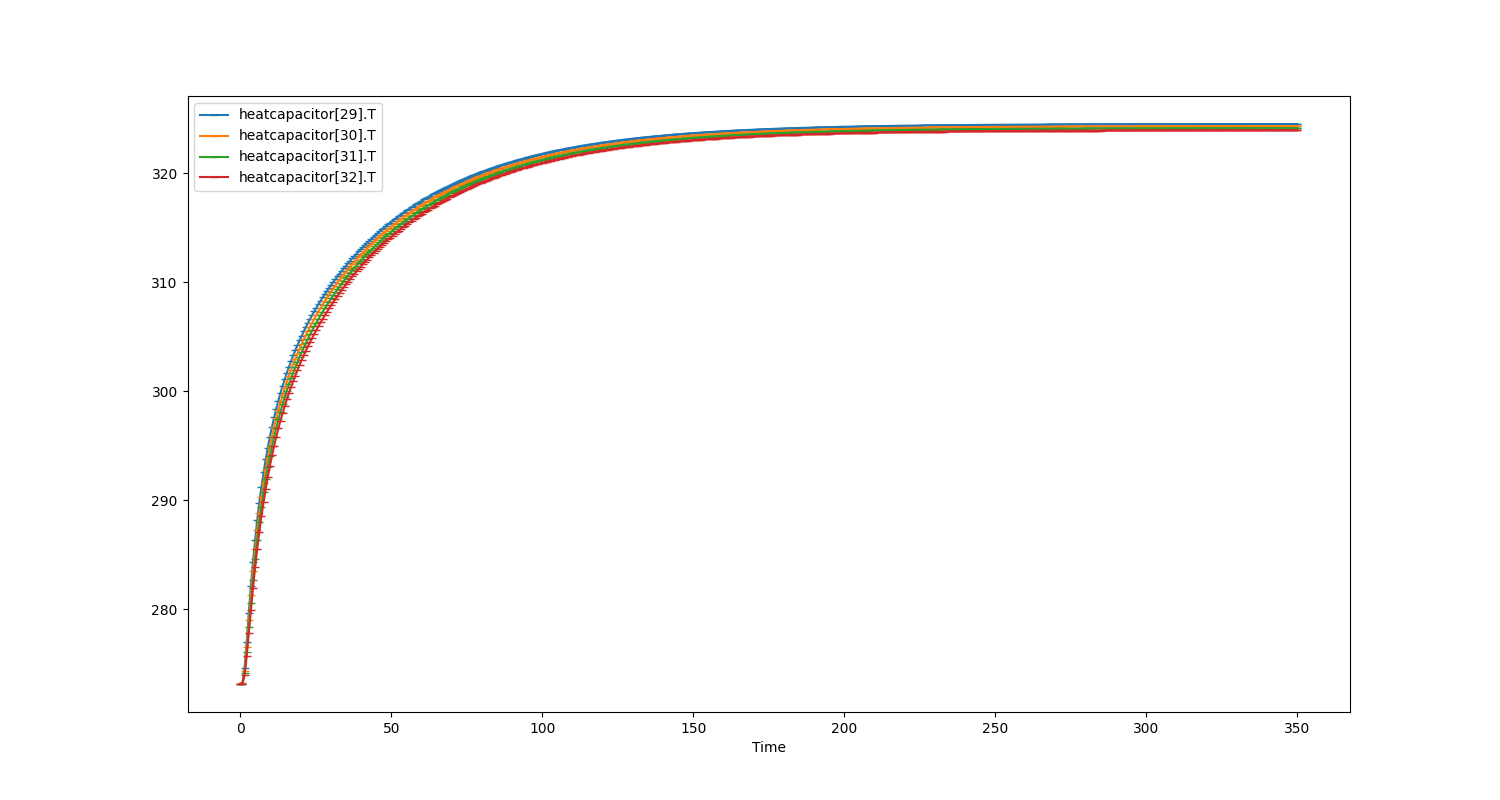 heatcapacitor[29].T
heatcapacitor[30].T
heatcapacitor[31].T
heatcapacitor[32].T
320
310
300
290
280
0 50 100 150 200 250 300 350
Time